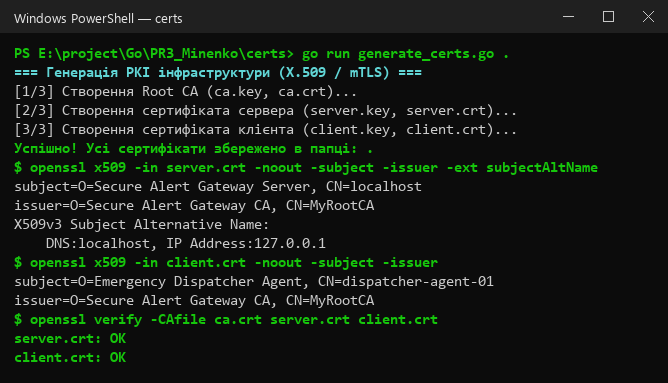 Windows PowerShell — certs
PS E:\project\Go\PR3_Minenko\certs> go run generate_certs.go .
=== Генерація PKI інфраструктури (X.509 / mTLS) ===
[1/3] Створення Root CA (ca.key, ca.crt)...
[2/3] Створення сертифіката сервера (server.key, server.crt)...
[3/3] Створення сертифіката клієнта (client.key, client.crt)...
Успішно! Усі сертифікати збережено в папці: .
$ openssl x509 -in server.crt -noout -subject -issuer -ext subjectAltName
subject=O=Secure Alert Gateway Server, CN=localhost
issuer=O=Secure Alert Gateway CA, CN=MyRootCA
X509v3 Subject Alternative Name:
    DNS:localhost, IP Address:127.0.0.1
$ openssl x509 -in client.crt -noout -subject -issuer
subject=O=Emergency Dispatcher Agent, CN=dispatcher-agent-01
issuer=O=Secure Alert Gateway CA, CN=MyRootCA
$ openssl verify -CAfile ca.crt server.crt client.crt
server.crt: OK
client.crt: OK